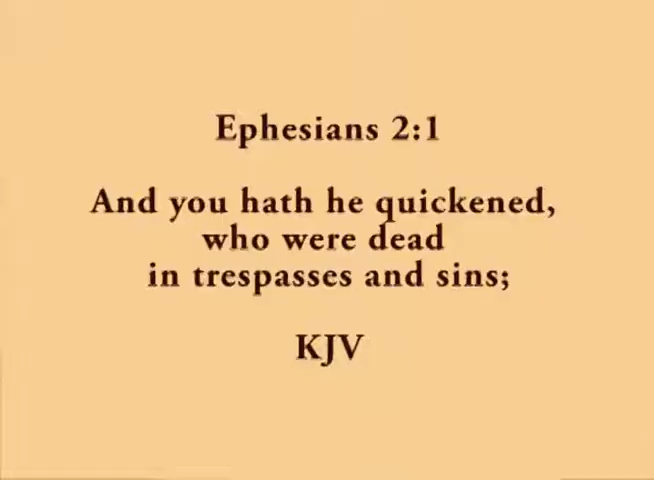 Ephesians 2:1
And you hath he quickened,
who were dead
in trespasses and sins;
KJV